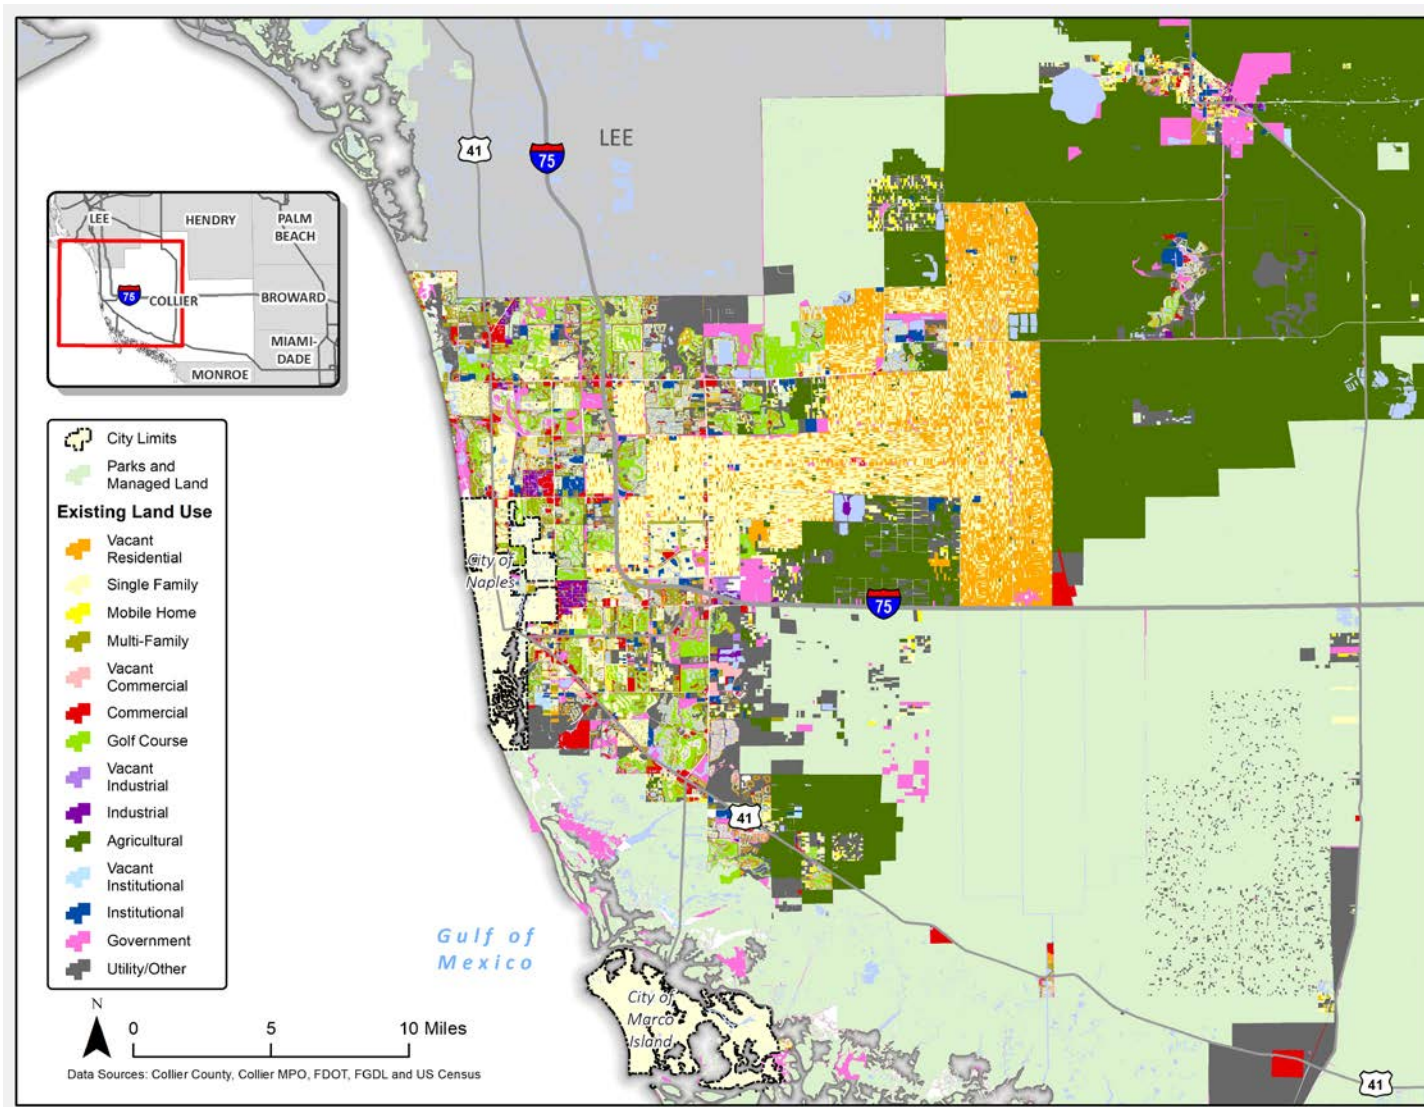 41
75
LEE
LEE
HENDRY
PALM
BEACH
75
COLLIER
BROWARD
MIAMI-
DADE
MONROE
City Limits
Parks and
Managed Land
Existing Land Use
Vacant
Residential
Single Family
Mobile Home
Multi-Family
Vacant
Commercial
Commercial
Golf Course
Vacant
Industrial
Industrial
Agricultural
Vacant
Institutional
Institutional
Government
Utility/Other
City of
Naples
75
41
Gulf of
Mexico
City of
Marco
Island
N
0 5 10 Miles
Data Sources: Collier County, Collier MPO, FDOT, FGDL and US Census
41